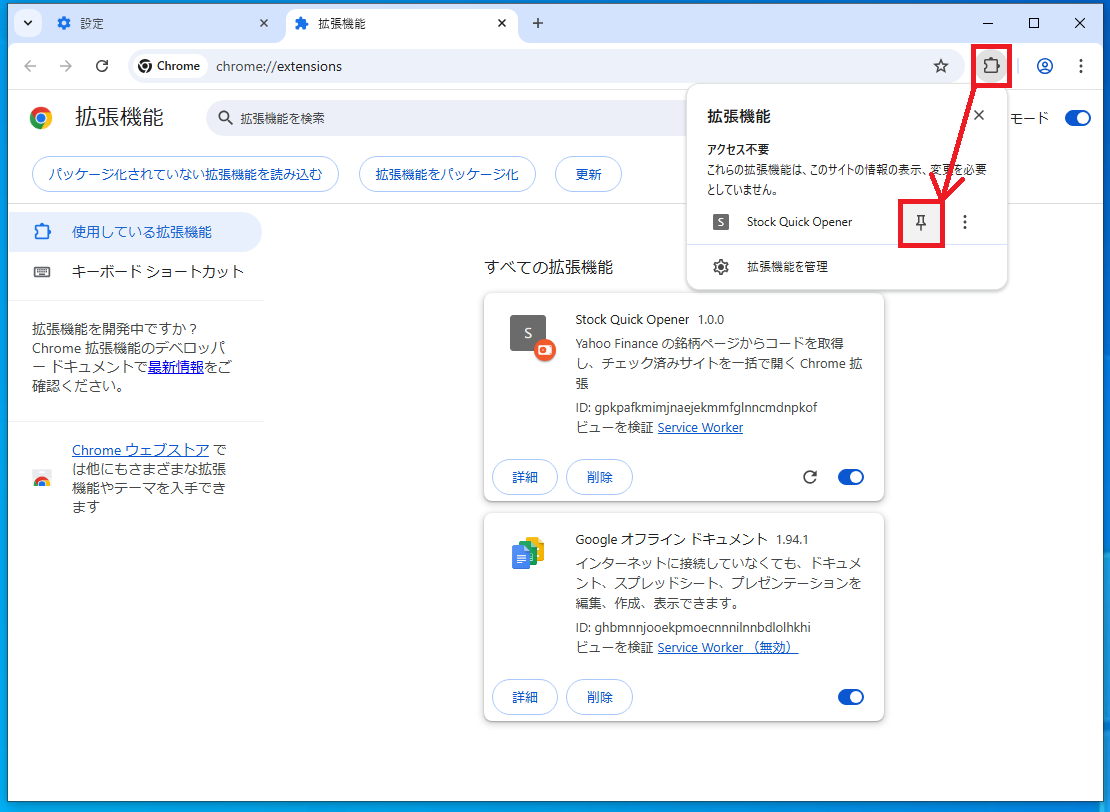 設定
拡張機能
Chrome
chrome://extensions
拡張機能
拡張機能を検索
モード
パッケージ化されていない拡張機能を読み込む
拡張機能をパッケージ化
更新
拡張機能
アクセス不要
これらの拡張機能は、このサイトの情報の表示、変更を必要
としていません。
S
Stock Quick Opener
拡張機能を管理
使用している拡張機能
キーボード ショートカット
拡張機能を開発中ですか？
Chrome 拡張機能のデベロッパ
ー ドキュメントで最新情報をご
確認ください。
Chrome ウェブストア で
は他にもさまざまな拡張
機能やテーマを入手でき
ます
すべての拡張機能
S
Stock Quick Opener 1.0.0
Yahoo Finance の銘柄ページからコードを取得
し、チェック済みサイトを一括で開く Chrome 拡
張
ID: gpkpafkmimjnaejekmmfglnncmdnpkof
ビューを検証 Service Worker
詳細
削除
Google オフライン ドキュメント 1.94.1
インターネットに接続していなくても、ドキュメ
ント、スプレッドシート、プレゼンテーションを
編集、作成、表示できます。
ID: ghbmnnjooekpmoecnnnilnnbdlolhkhi
ビューを検証 Service Worker （無効）
詳細
削除